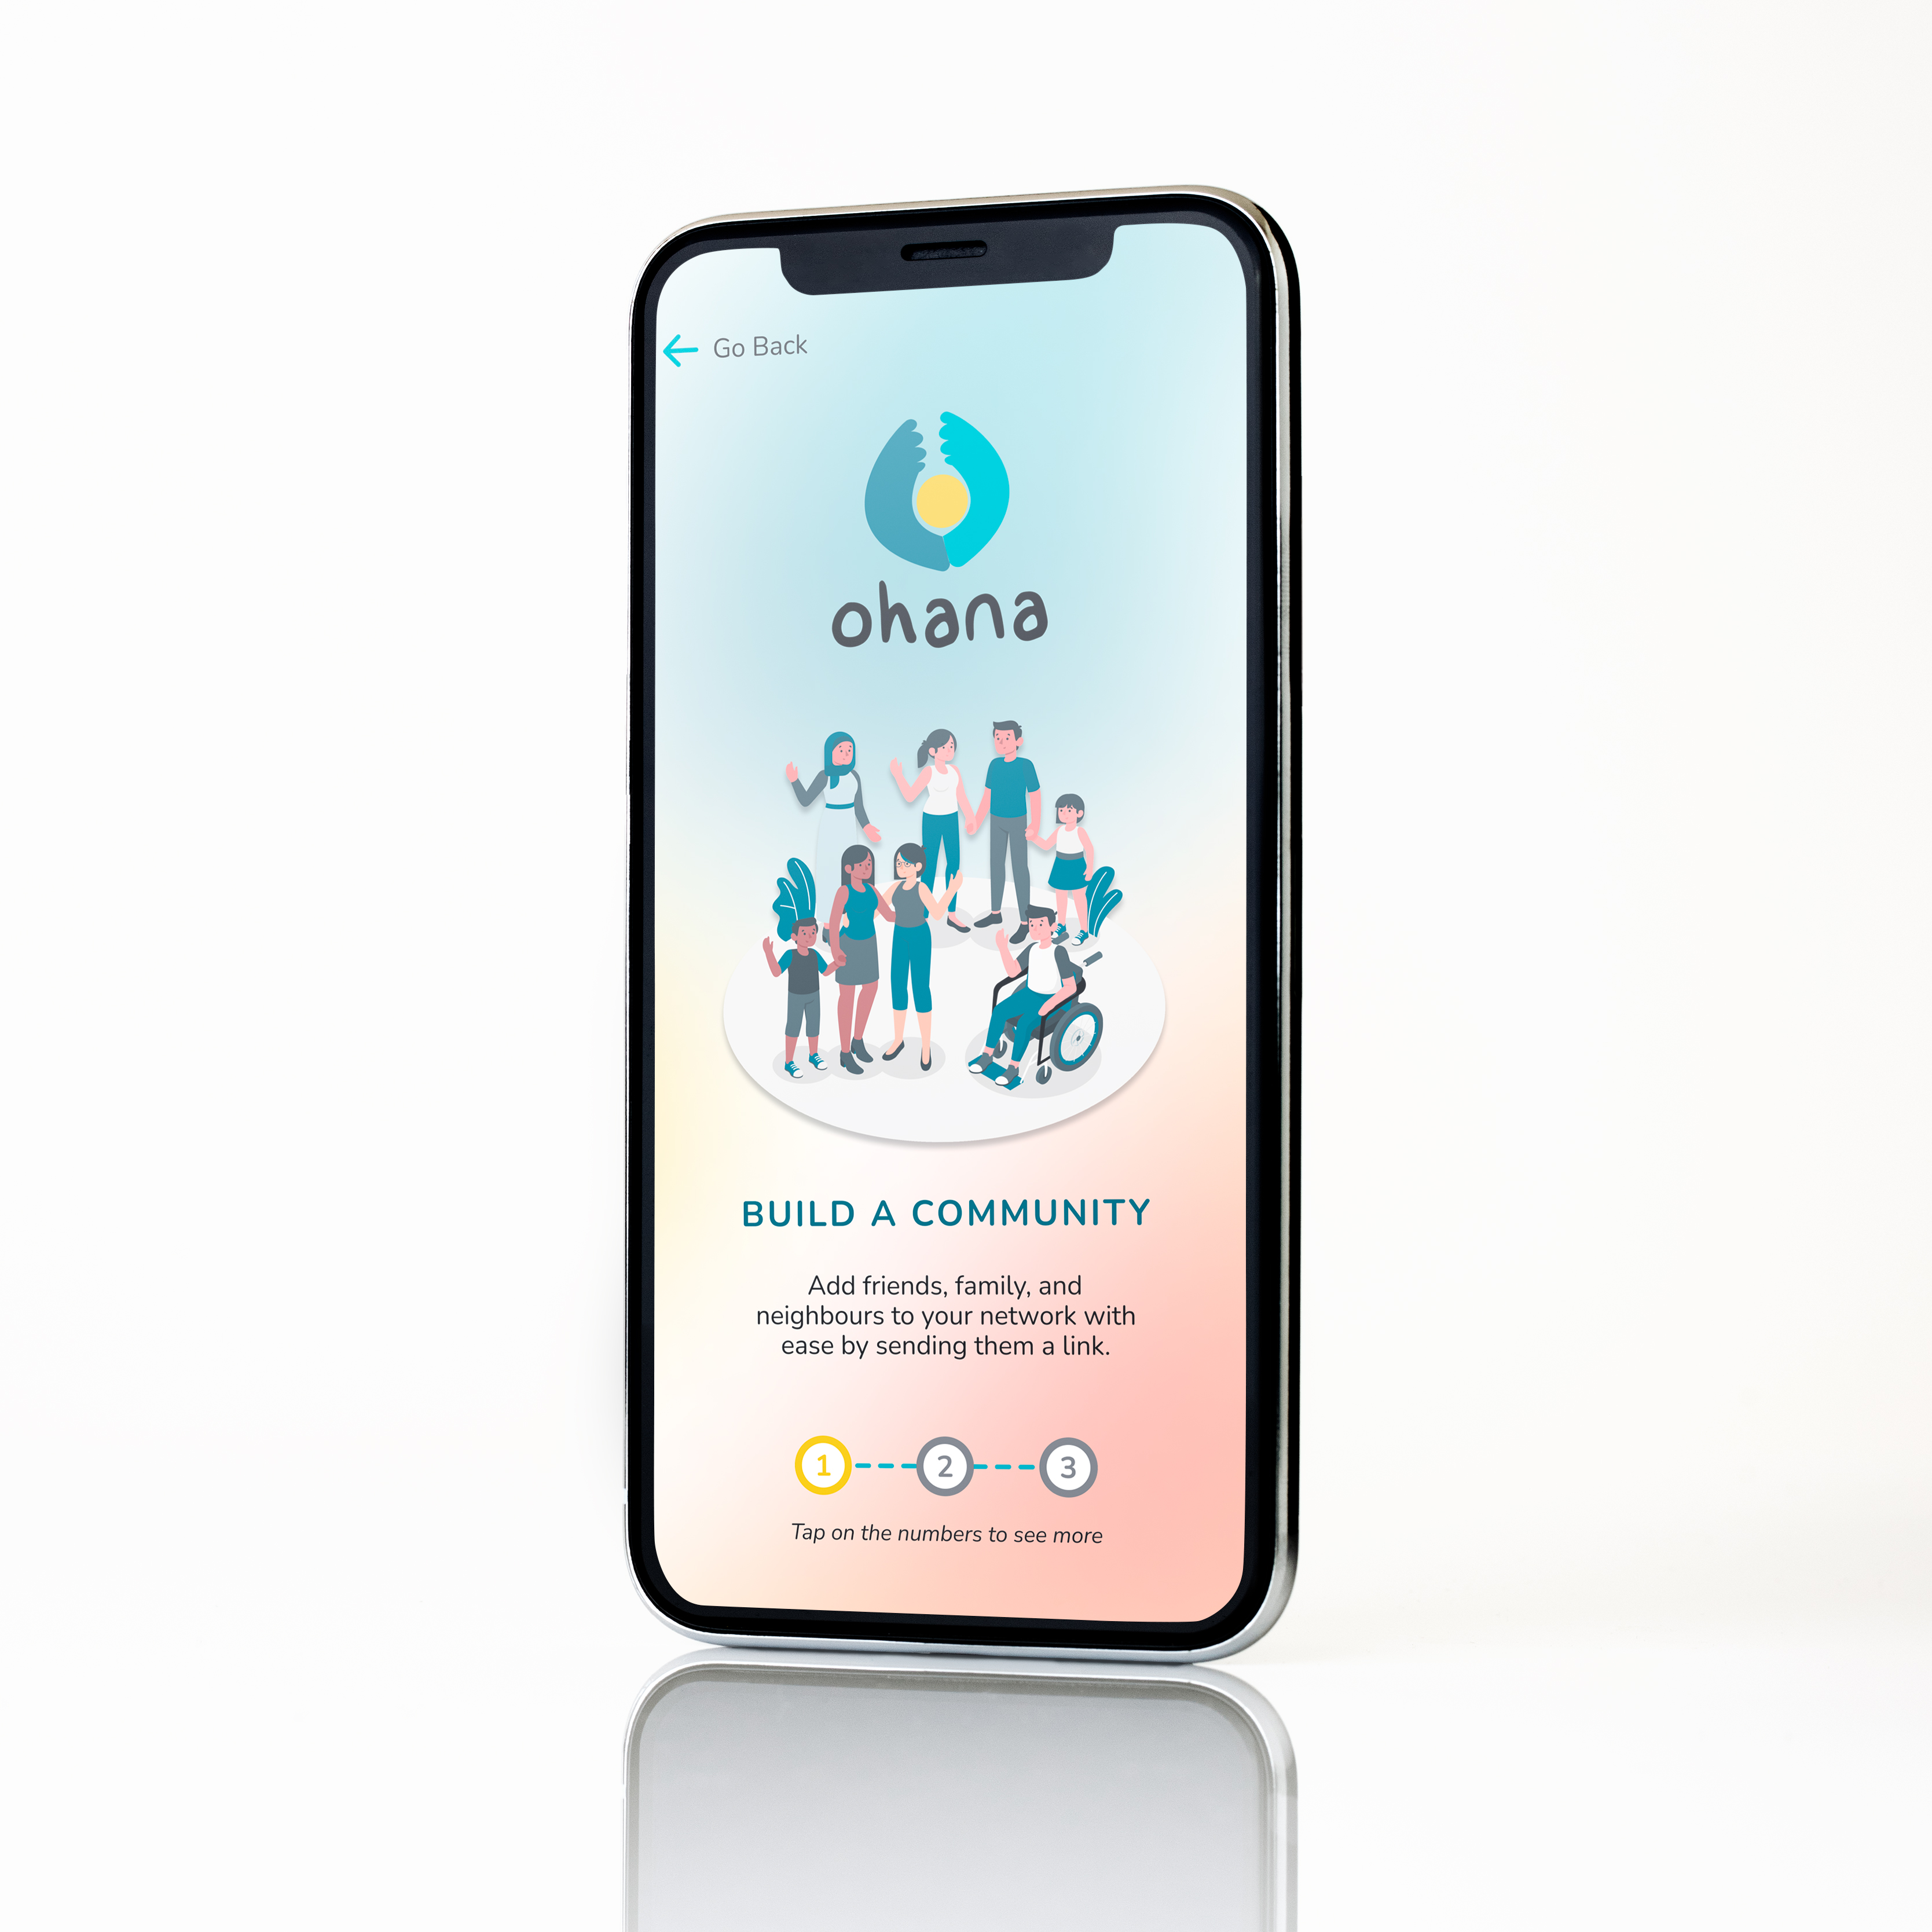 Go Back
ohana
BUILD A COMMUNITY
Add friends, family, and
neighbours to your network with
ease by sending them a link.
1 2 3
Tap on the numbers to see more